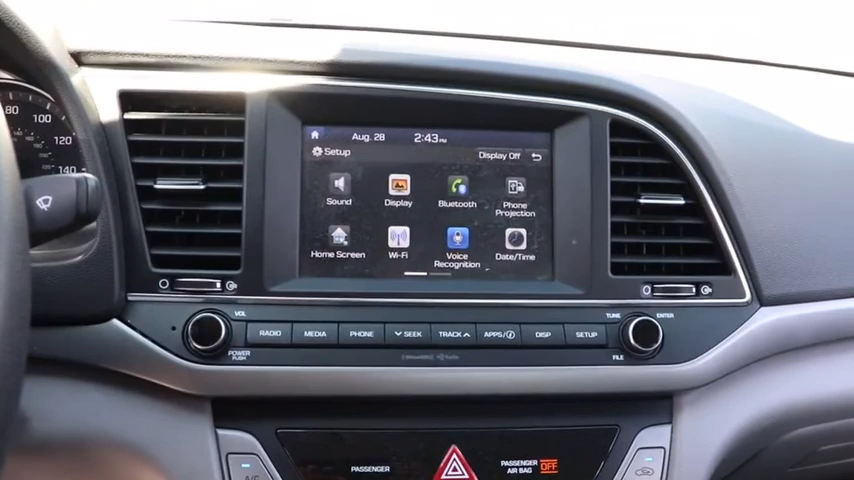 80
100
120
140
Aug. 28 2:43PM
Setup Display Off
Sound Display Bluetooth Phone Projection
Home Screen Wi-Fi Voice Recognition Date/Time
VOL
POWER
PUSH
RADIO MEDIA PHONE SEEK TRACK APPS/i DISP SETUP
TUNE ENTER
FILE
PASSENGER
PASSENGER
AIR BAG OFF
A/C